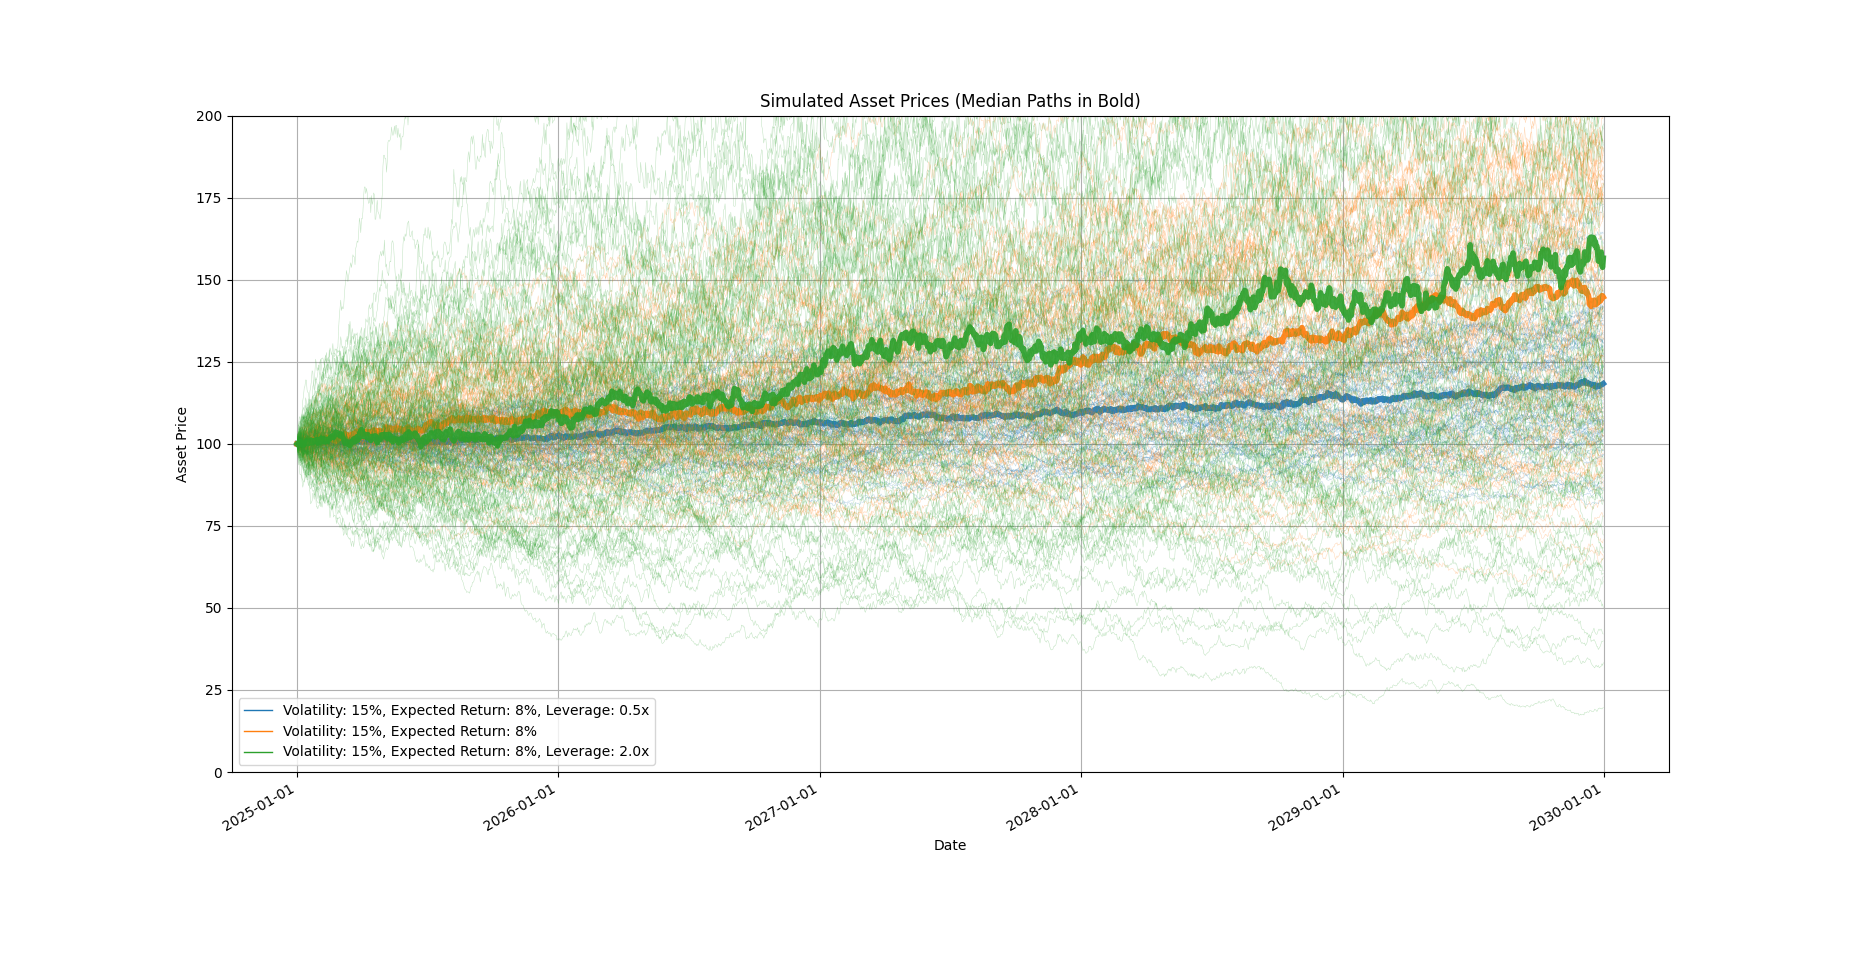 Simulated Asset Prices (Median Paths in Bold)
Asset Price
200
175
150
125
100
75
50
25
0
Volatility: 15%, Expected Return: 8%, Leverage: 0.5x
Volatility: 15%, Expected Return: 8%
Volatility: 15%, Expected Return: 8%, Leverage: 2.0x
2025-01-01
2026-01-01
2027-01-01
2028-01-01
2029-01-01
2030-01-01
Date